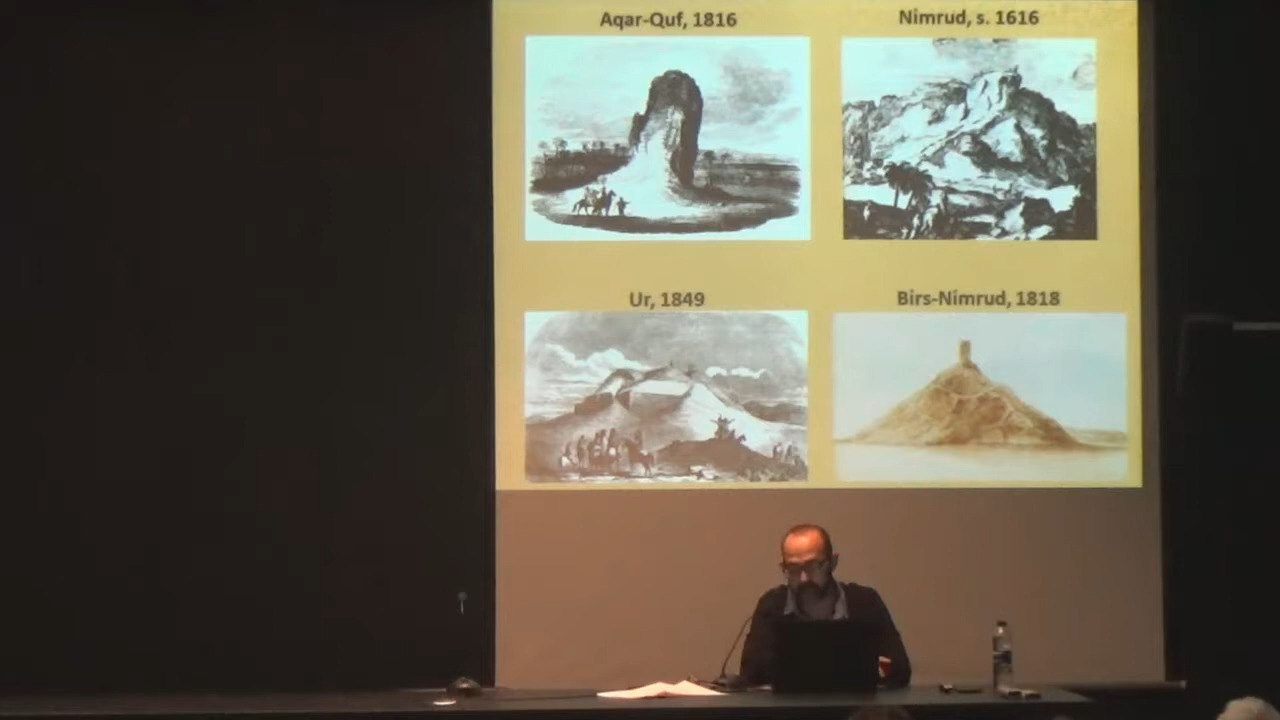 Aqar-Quf, 1816
Nimrud, s. 1616
Ur, 1849
Birs-Nimrud, 1818